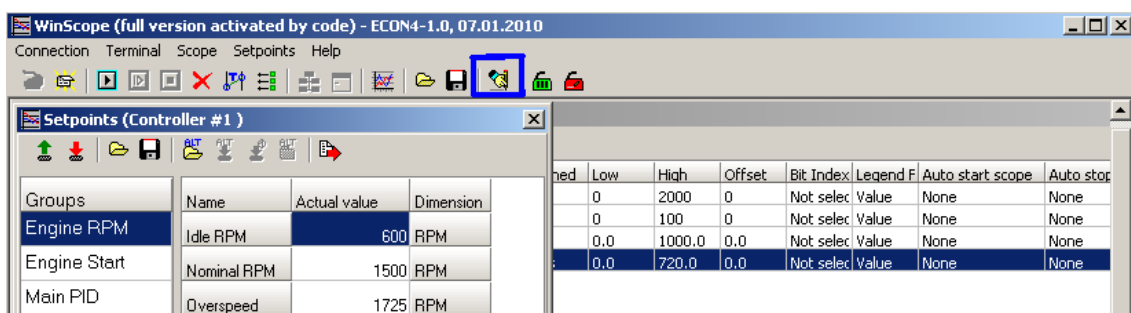 WinScope (full version activated by code) - ECON4-1.0, 07.01.2010
Connection Terminal Scope Setpoints Help
Setpoints (Controller #1 )
ALT ALT ALT ALT
ned Low High Offset Bit Index Legend F Auto start scope Auto stop
0 2000 0 Not selec Value None None
0 100 0 Not selec Value None None
0.0 1000.0 0.0 Not selec Value None None
0.0 720.0 0.0 Not selec Value None None
Groups
Engine RPM
Engine Start
Main PID
Name Actual value Dimension
Idle RPM 600 RPM
Nominal RPM 1500 RPM
Overspeed 1725 RPM